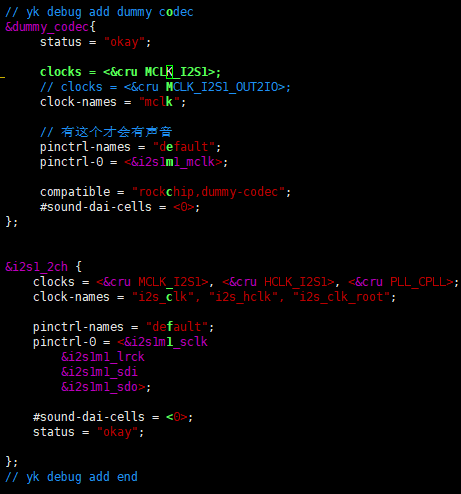 // yk debug add dummy codec
&dummy_codec{
status = "okay";
clocks = <&cru MCLK_I2S1>;
// clocks = <&cru MCLK_I2S1_OUT2IO>;
clock-names = "mclk";
// 有这个才会有声音
pinctrl-names = "default";
pinctrl-0 = <&i2s1m1_mclk>;
compatible = "rockchip,dummy-codec";
#sound-dai-cells = <0>;
};
&i2s1_2ch {
clocks = <&cru MCLK_I2S1>, <&cru HCLK_I2S1>, <&cru PLL_CPLL>;
clock-names = "i2s_clk", "i2s_hclk", "i2s_clk_root";
pinctrl-names = "default";
pinctrl-0 = <&i2s1m1_sclk
&i2s1m1_lrck
&i2s1m1_sdi
&i2s1m1_sdo>;
#sound-dai-cells = <0>;
status = "okay";
};
// yk debug add end